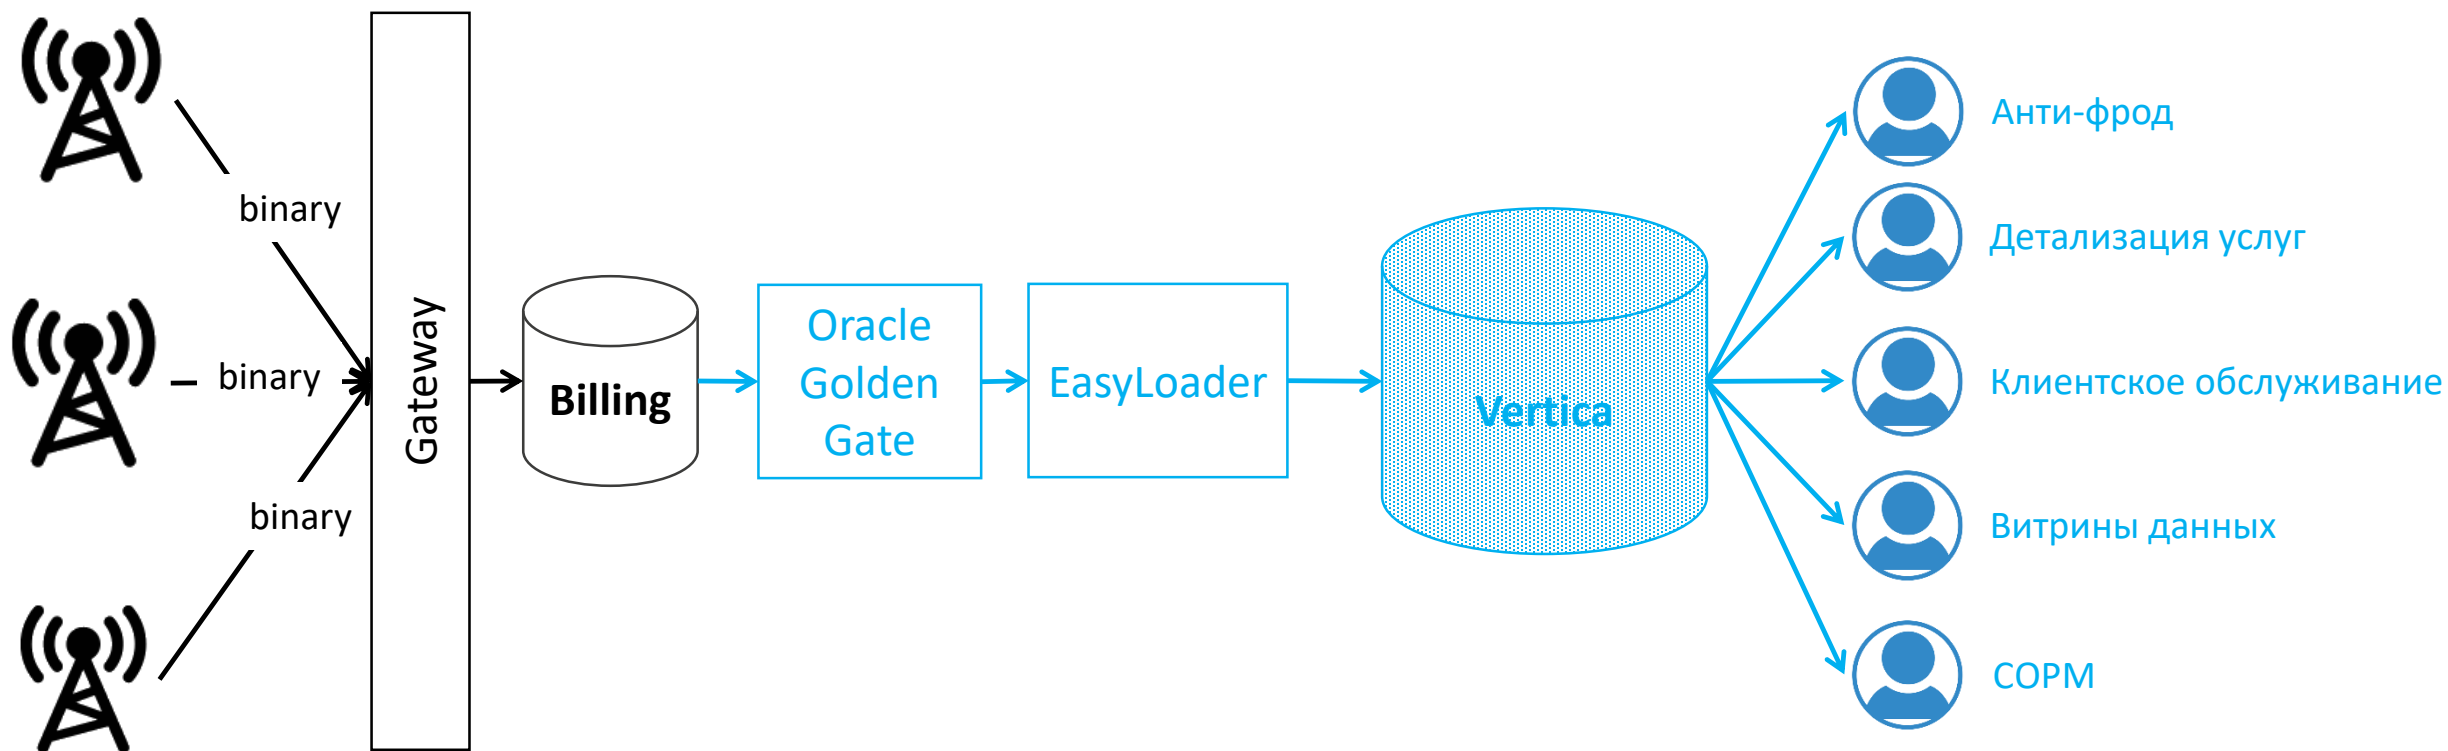 binary
binary
binary
Gateway
Billing
Oracle
Golden
Gate
EasyLoader
Vertica
Анти-фрод
Детализация услуг
Клиентское обслуживание
Витрины данных
СОРМ